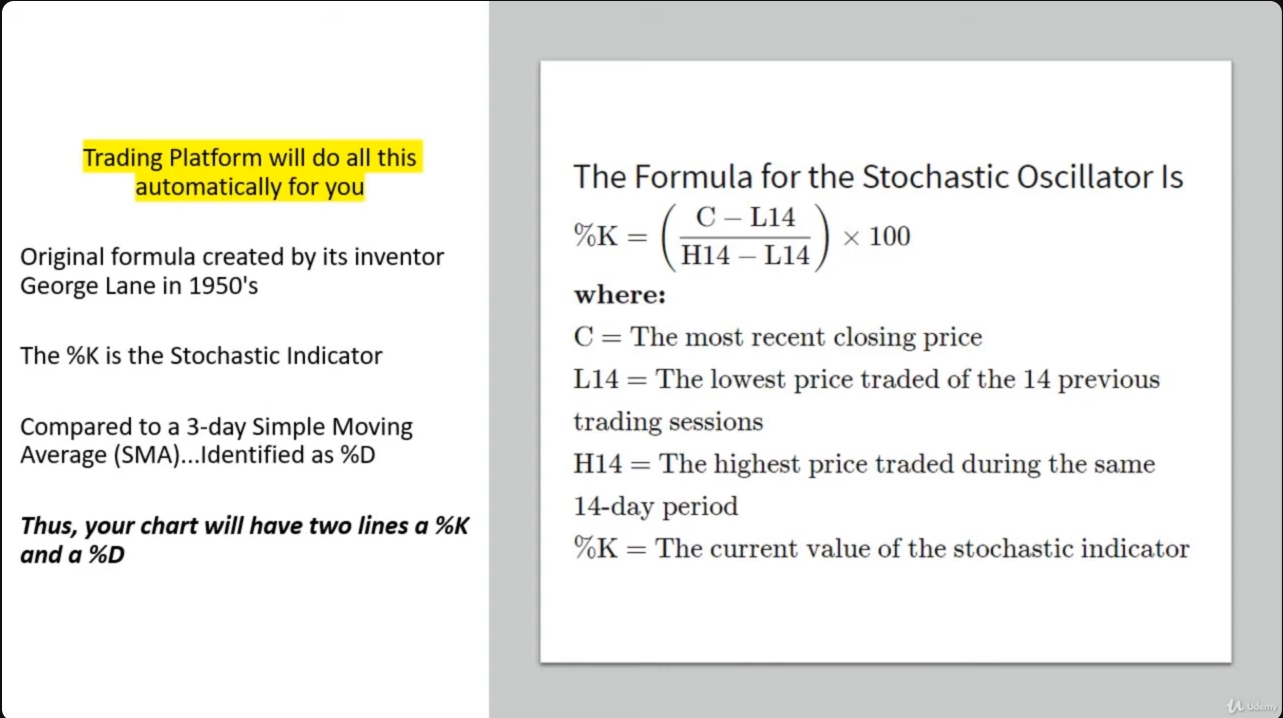 Trading Platform will do all this
automatically for you
Original formula created by its inventor
George Lane in 1950's
The %K is the Stochastic Indicator
Compared to a 3-day Simple Moving
Average (SMA)...Identified as %D
Thus, your chart will have two lines a %K
and a %D
The Formula for the Stochastic Oscillator Is
%K = ( C – L14 / H14 – L14 ) × 100
where:
C = The most recent closing price
L14 = The lowest price traded of the 14 previous
trading sessions
H14 = The highest price traded during the same
14-day period
%K = The current value of the stochastic indicator
Udemy